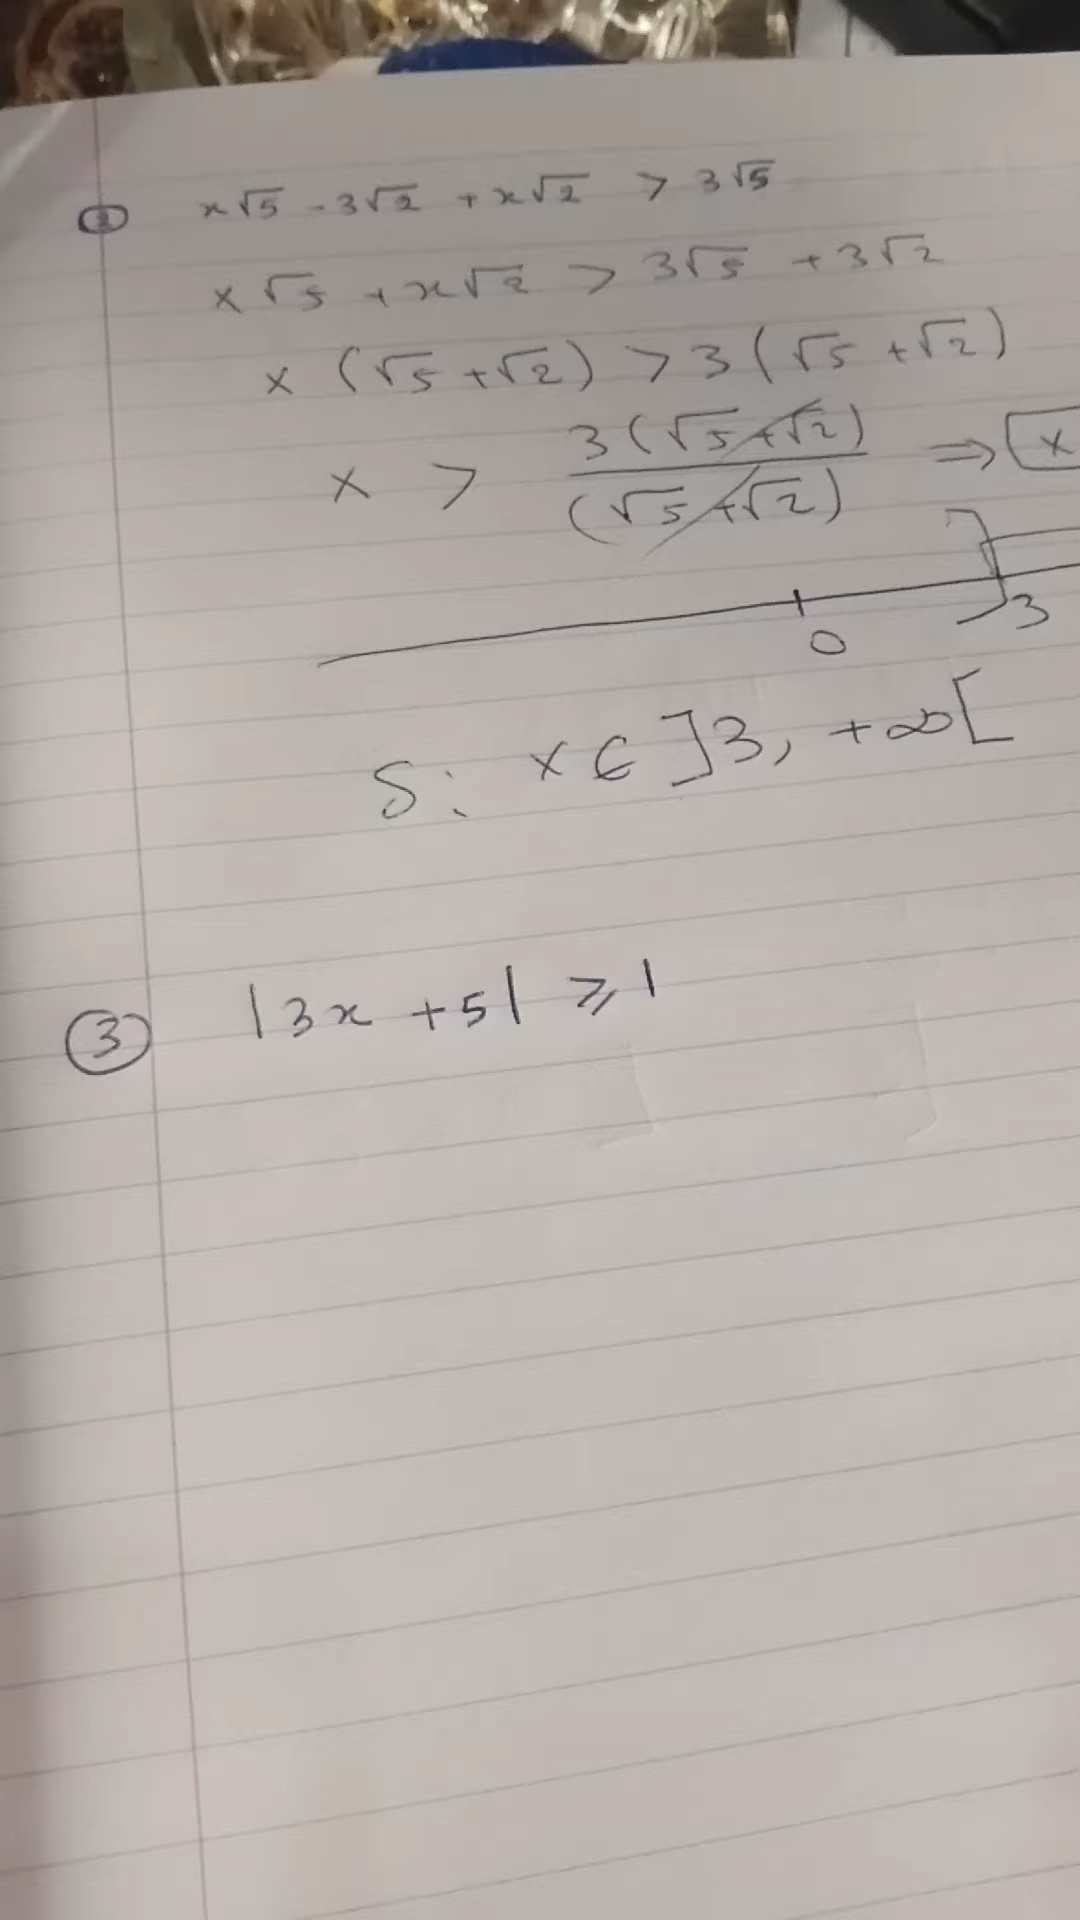 ② x√5 - 3√2 + x√2 > 3√5
x√5 + x√2 > 3√5 + 3√2
x (√5 + √2) > 3 (√5 + √2)
x > 3(√5+√2) / (√5+√2) ⇒ x
0 3
S: x ∈ ]3, +∞[
③ |3x + 5| ⩾ 1